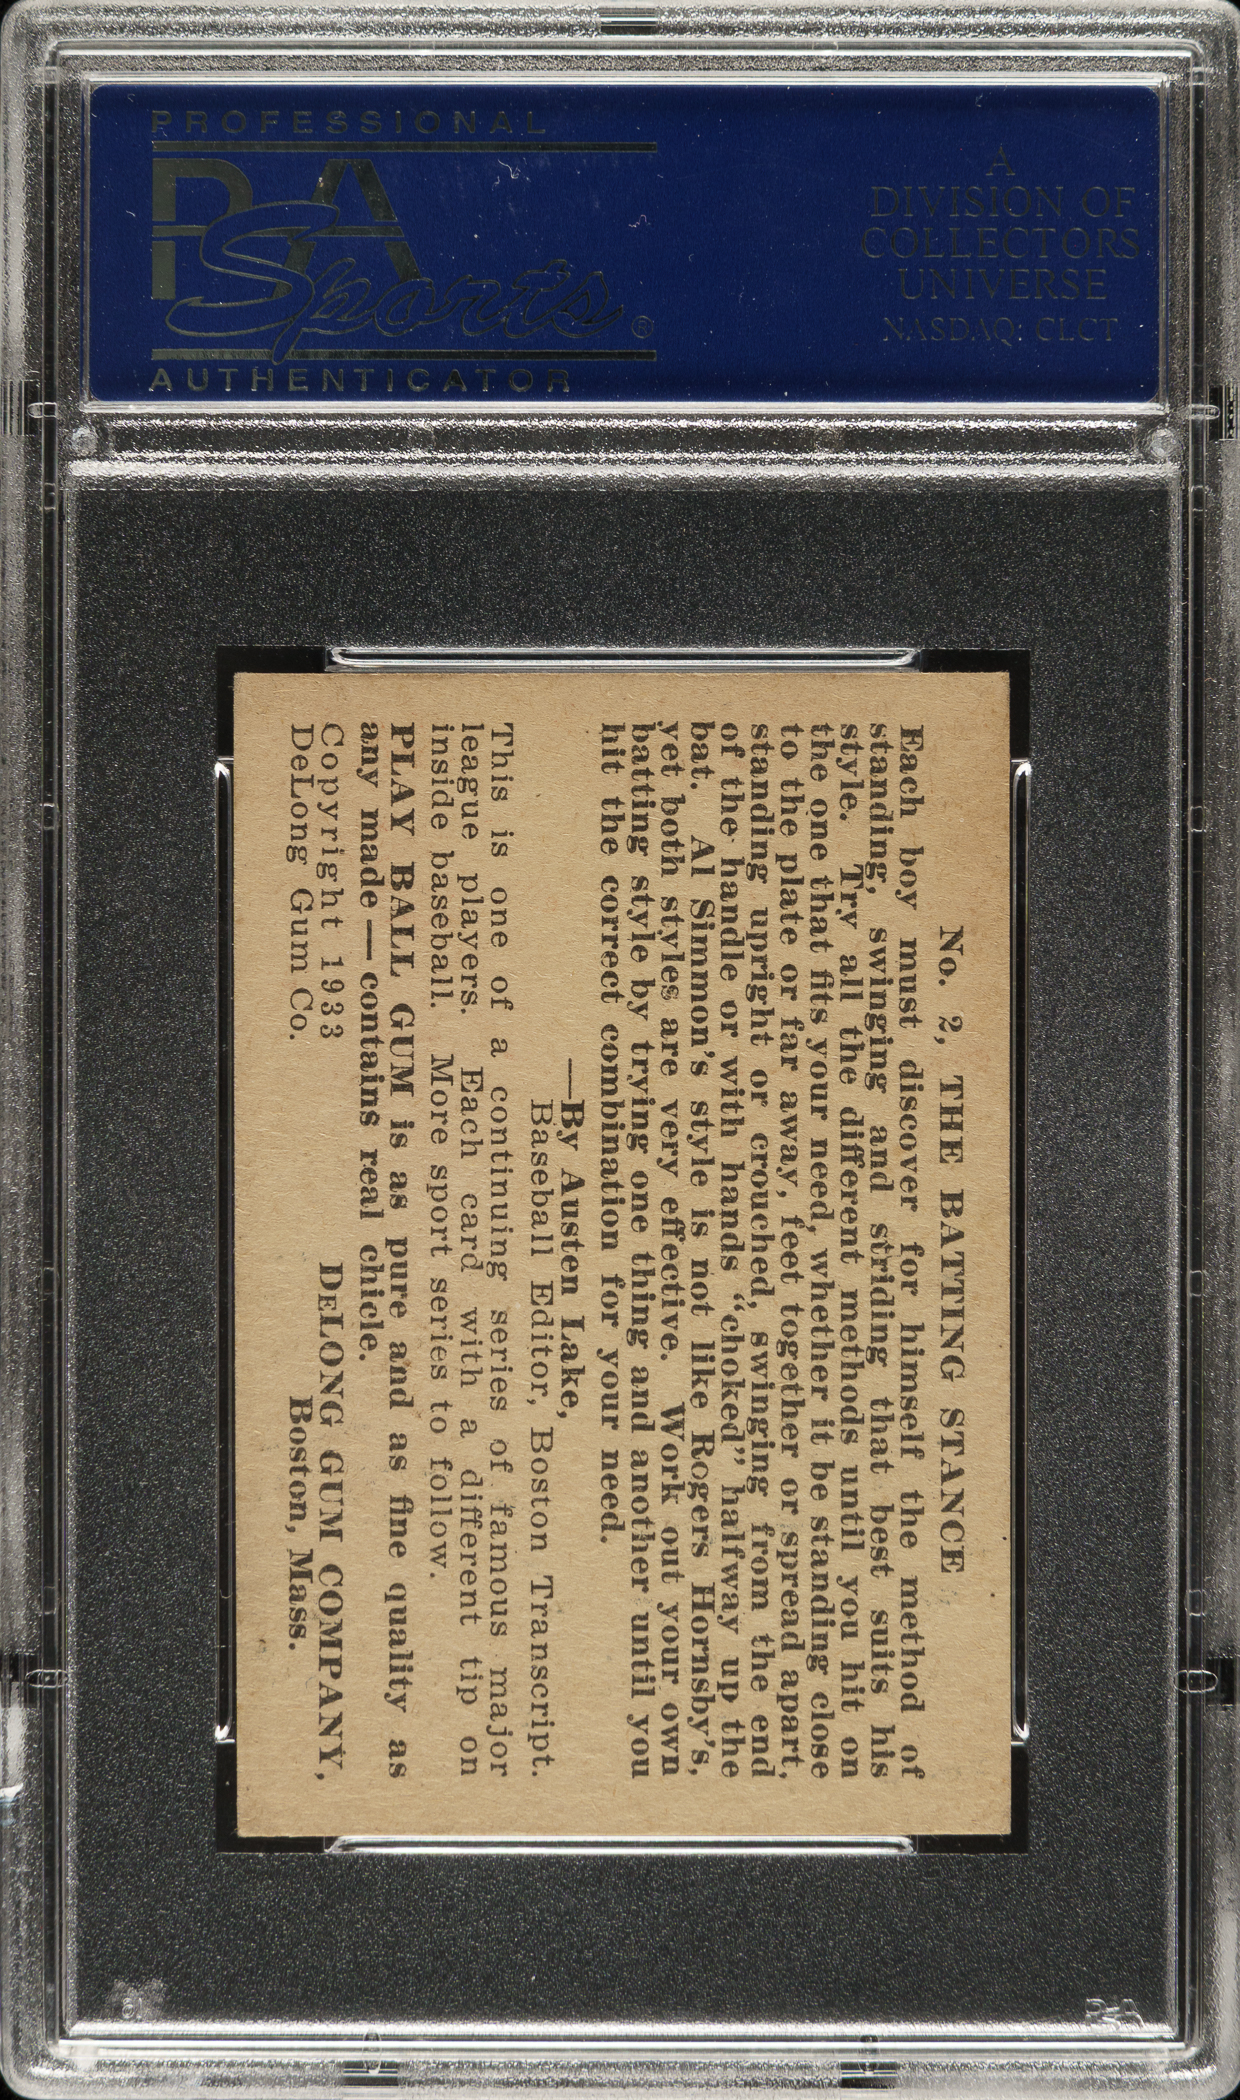 PROFESSIONAL
PSA
Sports®
AUTHENTICATOR
A
DIVISION OF
COLLECTORS
UNIVERSE
NASDAQ: CLCT
No. 2, THE BATTING STANCE
Each boy must discover for himself the method of
standing, swinging and striding that best suits his
style. Try all the different methods until you hit on
the one that fits your need, whether it be standing close
to the plate or far away, feet together or spread apart,
standing upright or crouched, swinging from the end
of the handle or with hands “choked” halfway up the
bat. Al Simmon's style is not like Rogers Hornsby's,
yet both styles are very effective. Work out your own
batting style by trying one thing and another until you
hit the correct combination for your need.
—By Austen Lake,
Baseball Editor, Boston Transcript.
This is one of a continuing series of famous major
league players. Each card with a different tip on
inside baseball. More sport series to follow.
PLAY BALL GUM is as pure and as fine quality as
any made—contains real chicle.
Copyright 1933
DeLong Gum Co.
DELONG GUM COMPANY,
Boston, Mass.
PSA